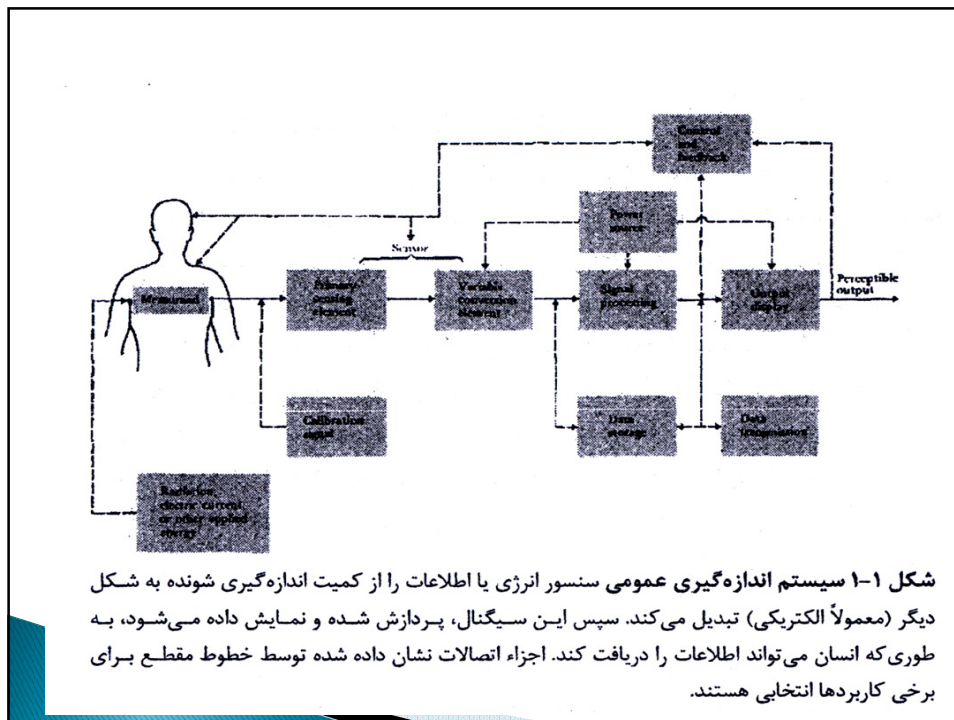 Control
and
feedback
Power
source
Sensor
Measurand
Primary
sensing
element
Variable
conversion
element
Signal
processing
Output
display
Perceptible
output
Calibration
signal
Data
storage
Data
transmission
Radiation,
electric current,
or other applied
energy
شکل ۱-۱ سیستم اندازه‌گیری عمومی سنسور انرژی یا اطلاعات را از کمیت اندازه‌گیری شونده به شکل
دیگر (معمولاً الکتریکی) تبدیل می‌کند. سپس این سیگنال، پردازش شده و نمایش داده می‌شود، به
طوری‌که انسان می‌تواند اطلاعات را دریافت کند. اجزاء اتصالات نشان داده شده توسط خطوط مقطع برای
برخی کاربردها انتخابی هستند.